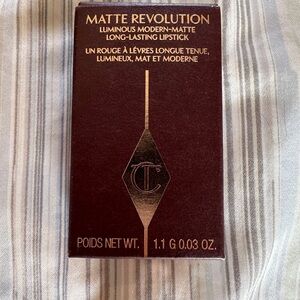 MATTE REVOLUTION
LUMINOUS MODERN-MATTE
LONG-LASTING LIPSTICK
UN ROUGE À LÈVRES LONGUE TENUE,
LUMINEUX, MAT ET MODERNE
CT
POIDS NET WT. 1.1 G 0.03 OZ.